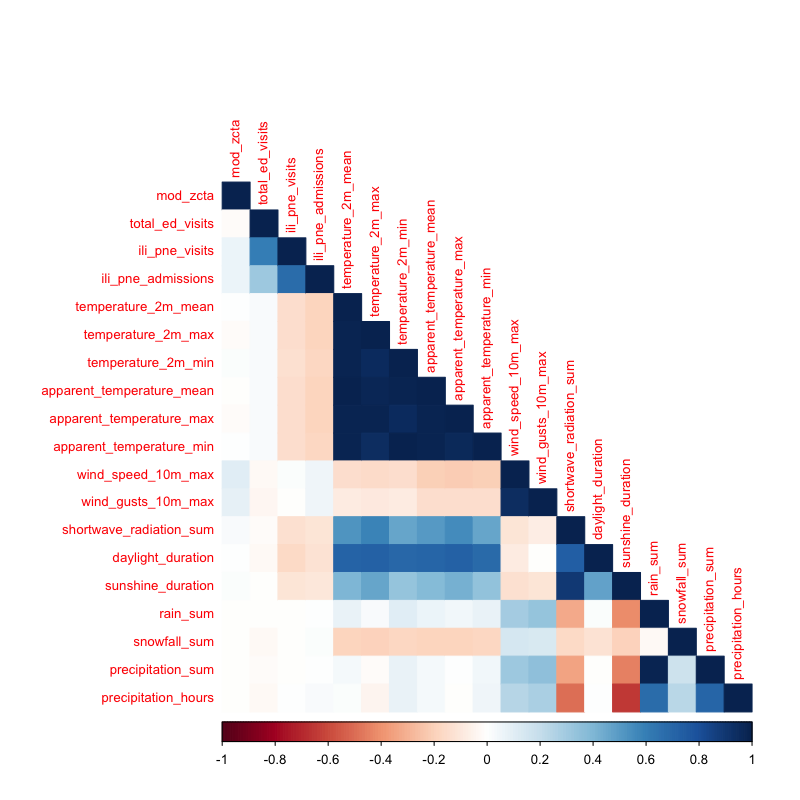 mod_zcta
total_ed_visits
ili_pne_visits
ili_pne_admissions
temperature_2m_mean
temperature_2m_max
temperature_2m_min
apparent_temperature_mean
apparent_temperature_max
apparent_temperature_min
wind_speed_10m_max
wind_gusts_10m_max
shortwave_radiation_sum
daylight_duration
sunshine_duration
rain_sum
snowfall_sum
precipitation_sum
precipitation_hours
mod_zcta
total_ed_visits
ili_pne_visits
ili_pne_admissions
temperature_2m_mean
temperature_2m_max
temperature_2m_min
apparent_temperature_mean
apparent_temperature_max
apparent_temperature_min
wind_speed_10m_max
wind_gusts_10m_max
shortwave_radiation_sum
daylight_duration
sunshine_duration
rain_sum
snowfall_sum
precipitation_sum
precipitation_hours
-1 -0.8 -0.6 -0.4 -0.2 0 0.2 0.4 0.6 0.8 1